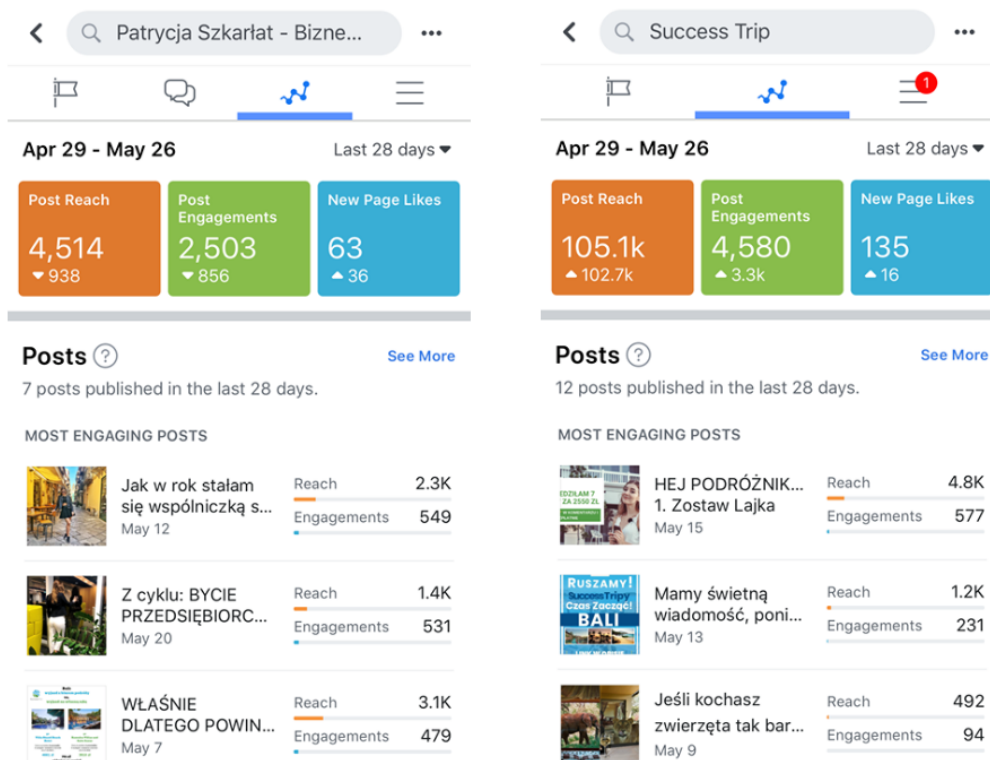 Patrycja Szkarłat - Bizne...
Apr 29 - May 26
Last 28 days
Post Reach
4,514
938
Post
Engagements
2,503
856
New Page Likes
63
36
Posts ?
See More
7 posts published in the last 28 days.
MOST ENGAGING POSTS
Jak w rok stałam
się wspólniczką s...
May 12
Reach 2.3K
Engagements 549
Z cyklu: BYCIE
PRZEDSIĘBIORC...
May 20
Reach 1.4K
Engagements 531
WŁAŚNIE
DLATEGO POWIN...
May 7
Reach 3.1K
Engagements 479
Success Trip
1
Apr 29 - May 26
Last 28 days
Post Reach
105.1k
102.7k
Post
Engagements
4,580
3.3k
New Page Likes
135
16
Posts ?
See More
12 posts published in the last 28 days.
MOST ENGAGING POSTS
HEJ PODRÓŻNIK...
1. Zostaw Lajka
May 15
Reach 4.8K
Engagements 577
RUSZAMY!
SuccessTripy
Czas Zacząć!
BALI
Mamy świetną
wiadomość, poni...
May 13
Reach 1.2K
Engagements 231
Jeśli kochasz
zwierzęta tak bar...
May 9
Reach 492
Engagements 94